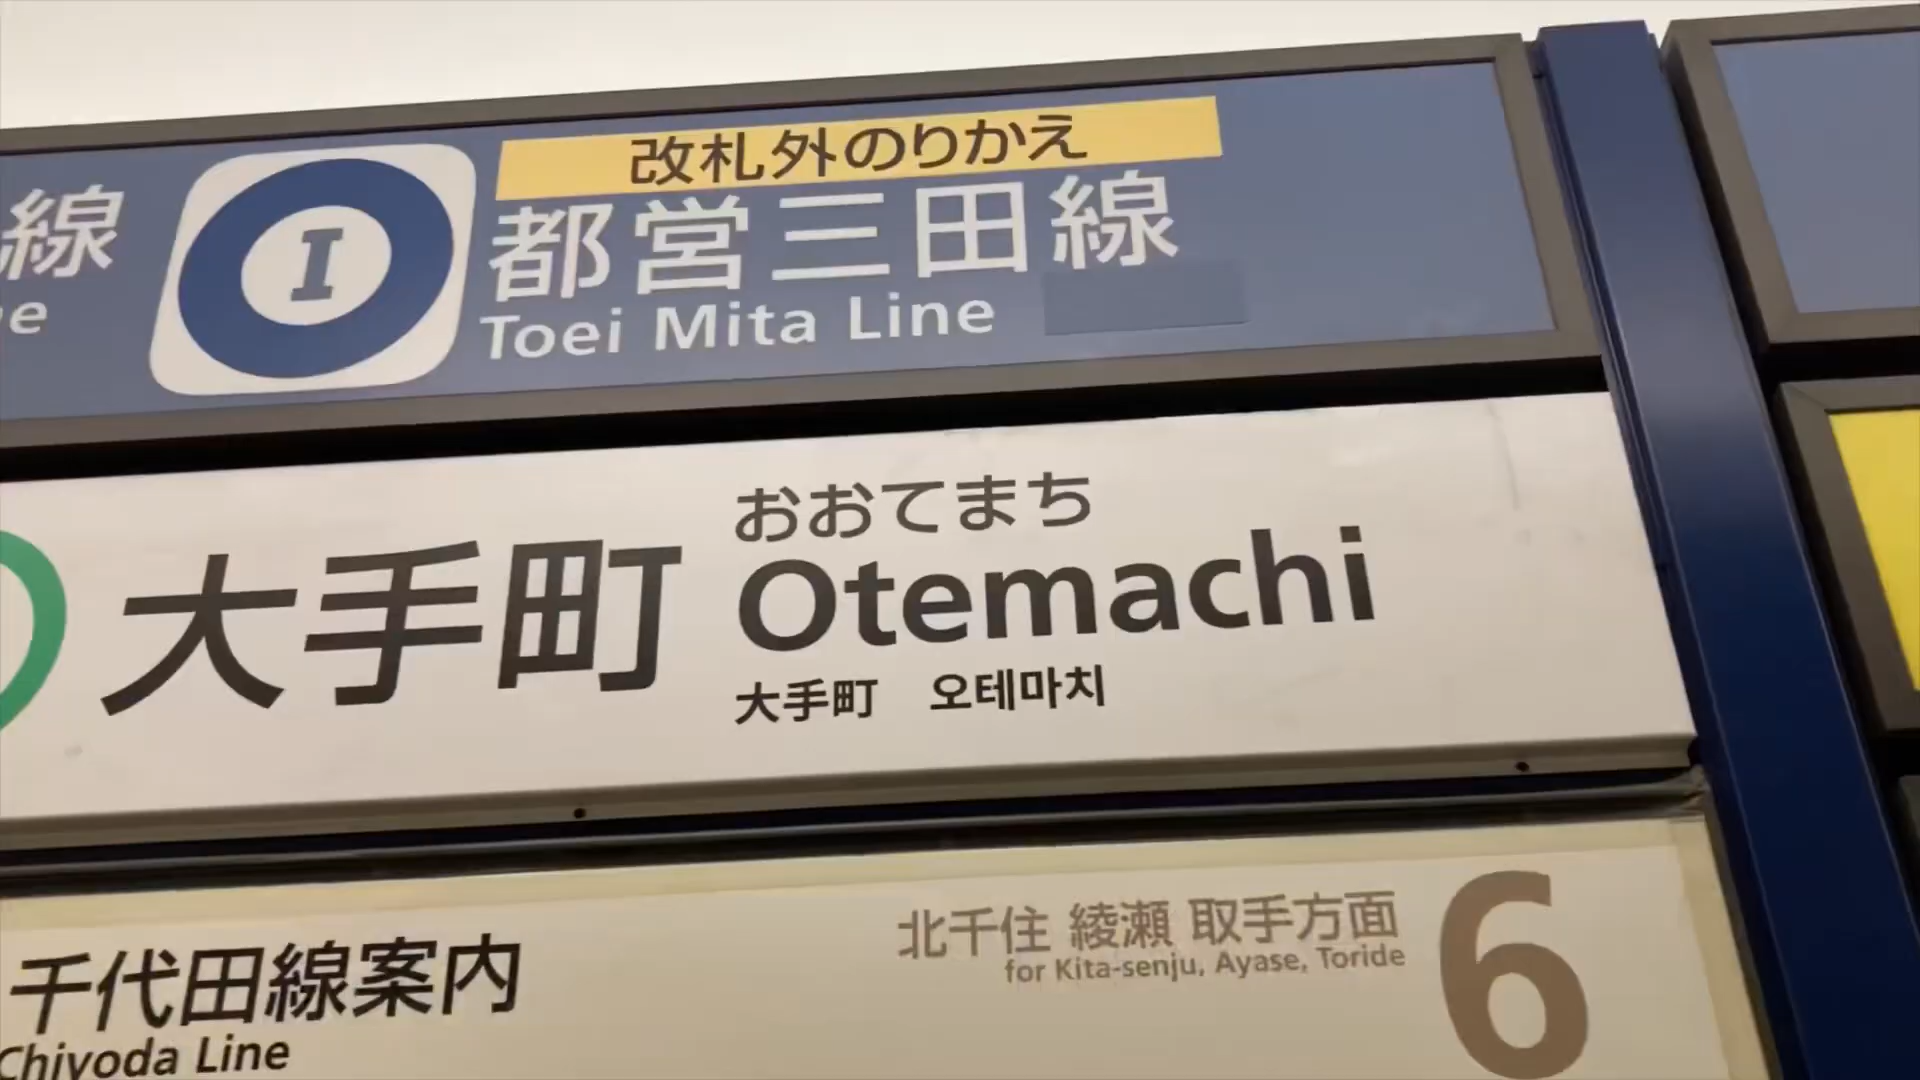 線
I
改札外のりかえ
都営三田線
Toei Mita Line
おおてまち
大手町
Otemachi
大手町 오테마치
千代田線案内
Chiyoda Line
北千住 綾瀬 取手方面
for Kita-senju, Ayase, Toride
6